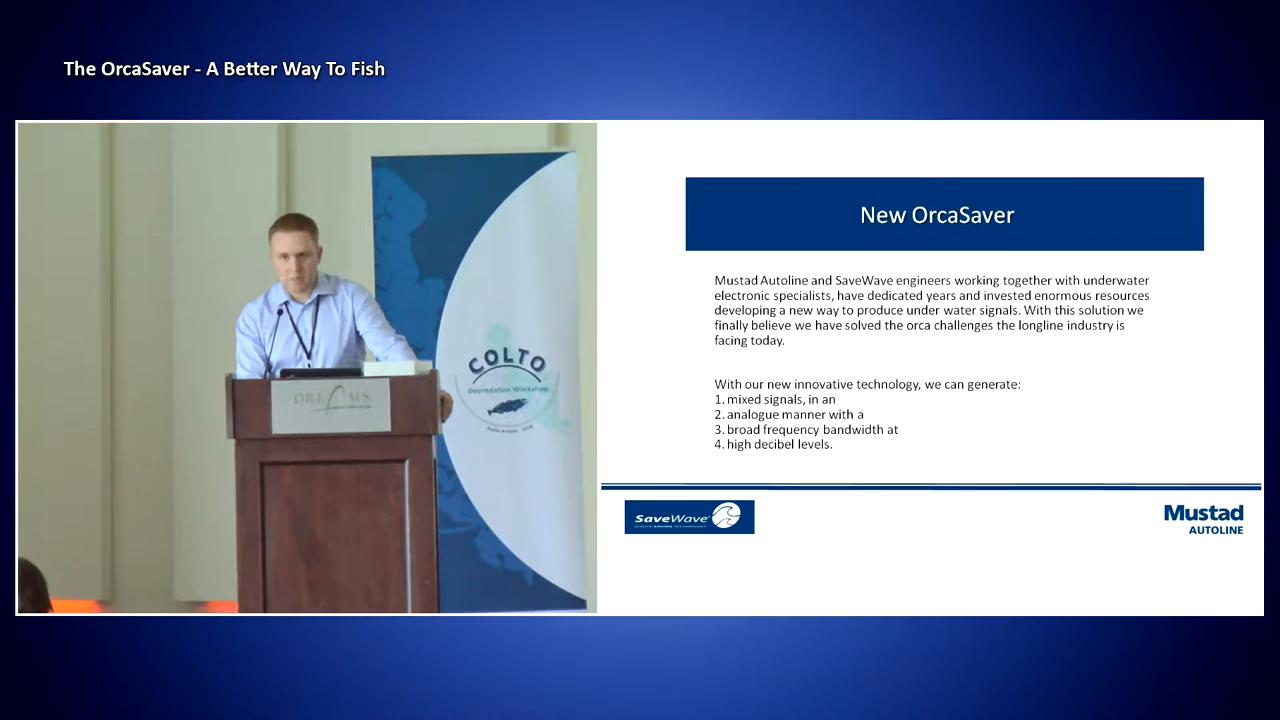 The OrcaSaver - A Better Way To Fish
DREAMS
COLTO
Depredation Workshop
New OrcaSaver
Mustad Autoline and SaveWave engineers working together with underwater
electronic specialists, have dedicated years and invested enormous resources
developing a new way to produce under water signals. With this solution we
finally believe we have solved the orca challenges the longline industry is
facing today.
With our new innovative technology, we can generate:
1. mixed signals, in an
2. analogue manner with a
3. broad frequency bandwidth at
4. high decibel levels.
SaveWave
Mustad
AUTOLINE